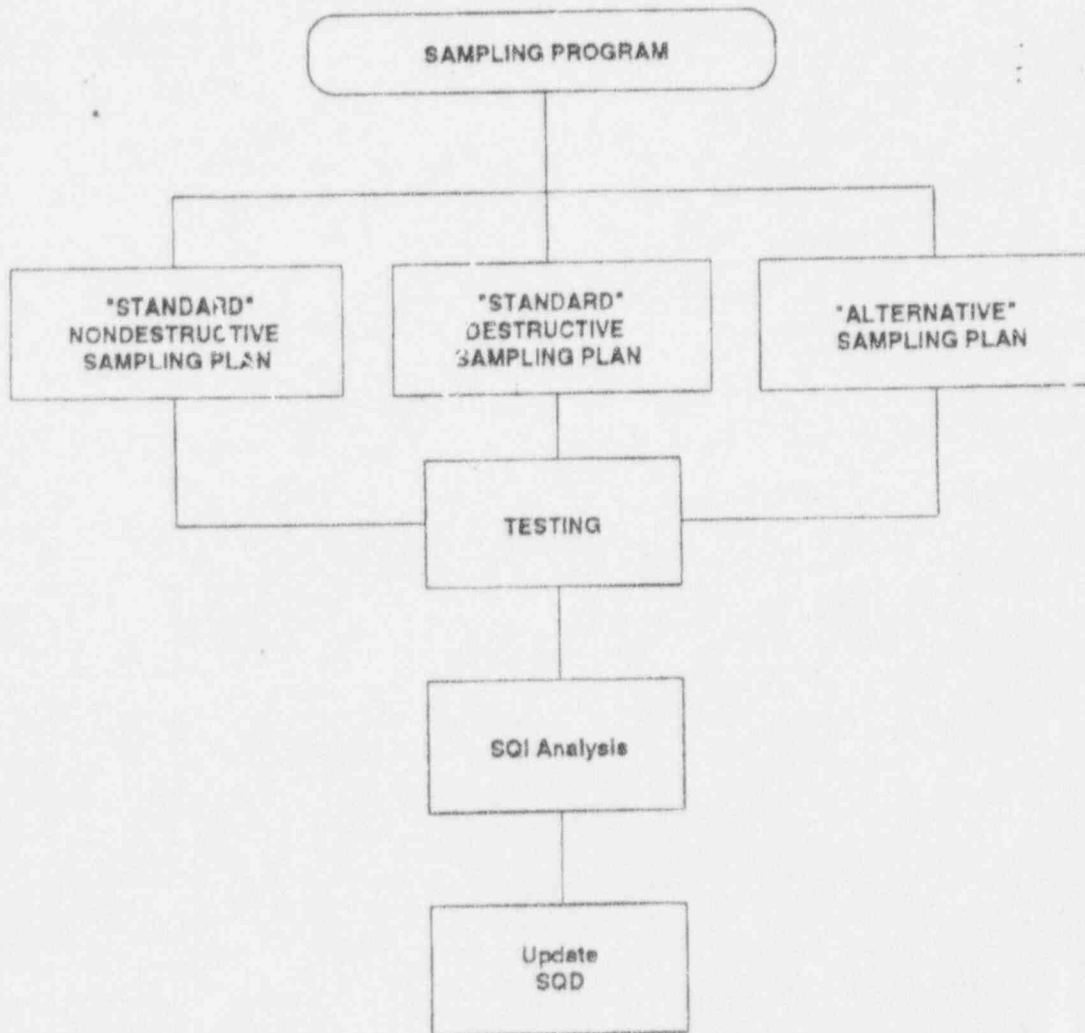 SAMPLING PROGRAM
"STANDARD"
NONDESTRUCTIVE
SAMPLING PLAN
"STANDARD"
DESTRUCTIVE
SAMPLING PLAN
"ALTERNATIVE"
SAMPLING PLAN
TESTING
SQI Analysis
Update
SQD